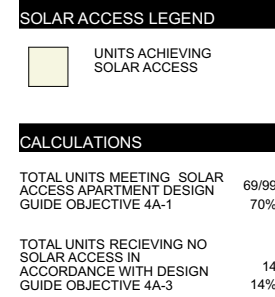 SOLAR ACCESS LEGEND
UNITS ACHIEVING
SOLAR ACCESS
CALCULATIONS
TOTAL UNITS MEETING SOLAR
ACCESS APARTMENT DESIGN 69/99
GUIDE OBJECTIVE 4A-1 70%
TOTAL UNITS RECIEVING NO
SOLAR ACCESS IN
ACCORDANCE WITH DESIGN 14
GUIDE OBJECTIVE 4A-3 14%